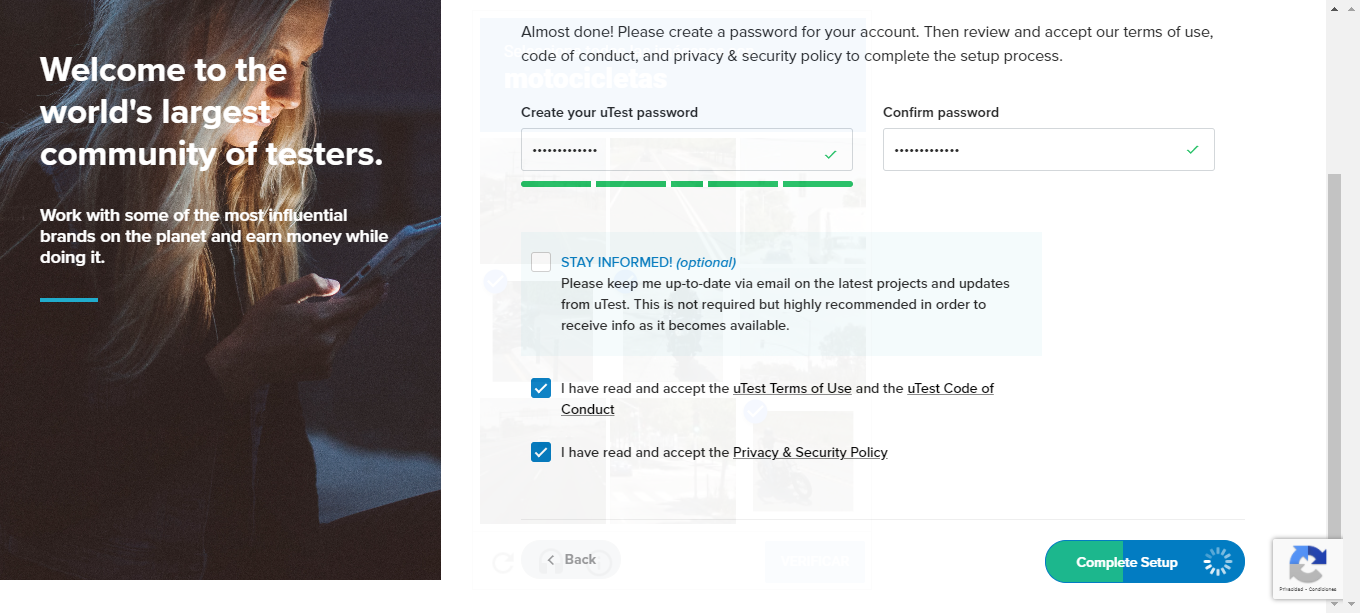 Welcome to the
world's largest
community of testers.
Work with some of the most influential
brands on the planet and earn money while
doing it.
Almost done! Please create a password for your account. Then review and accept our terms of use,
code of conduct, and privacy & security policy to complete the setup process.
motocicletas
Create your uTest password
Confirm password
•••••••••••••
•••••••••••••
STAY INFORMED! (optional)
Please keep me up-to-date via email on the latest projects and updates
from uTest. This is not required but highly recommended in order to
receive info as it becomes available.
I have read and accept the uTest Terms of Use and the uTest Code of
Conduct
I have read and accept the Privacy & Security Policy
Back
Complete Setup
Privacidad - Condiciones